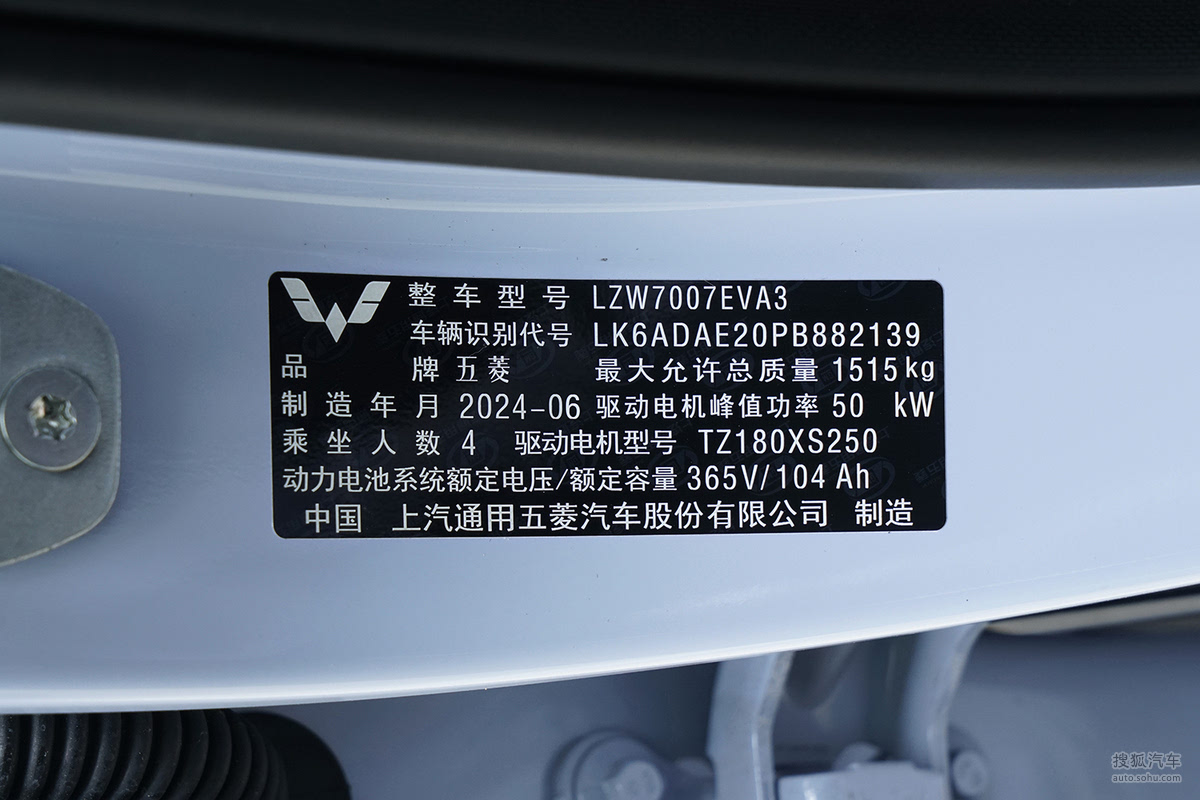 整车型号 LZW7007EVA3
车辆识别代号 LK6ADAE20PB882139
品牌 五菱 最大允许总质量 1515kg
制造年月 2024-06 驱动电机峰值功率 50 kW
乘坐人数 4 驱动电机型号 TZ180XS250
动力电池系统额定电压/额定容量 365V/104 Ah
中国 上汽通用五菱汽车股份有限公司 制造
搜狐汽车
auto.sohu.com